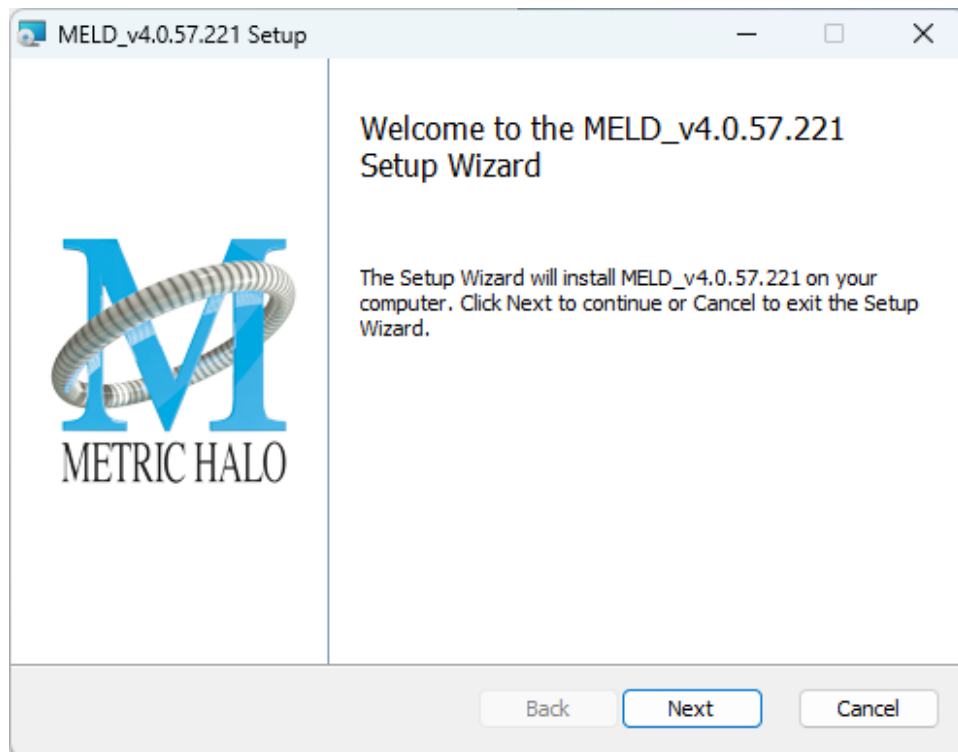 MELD_v4.0.57.221 Setup
Welcome to the MELD_v4.0.57.221
Setup Wizard
The Setup Wizard will install MELD_v4.0.57.221 on your
computer. Click Next to continue or Cancel to exit the Setup
Wizard.
METRIC HALO
Back
Next
Cancel